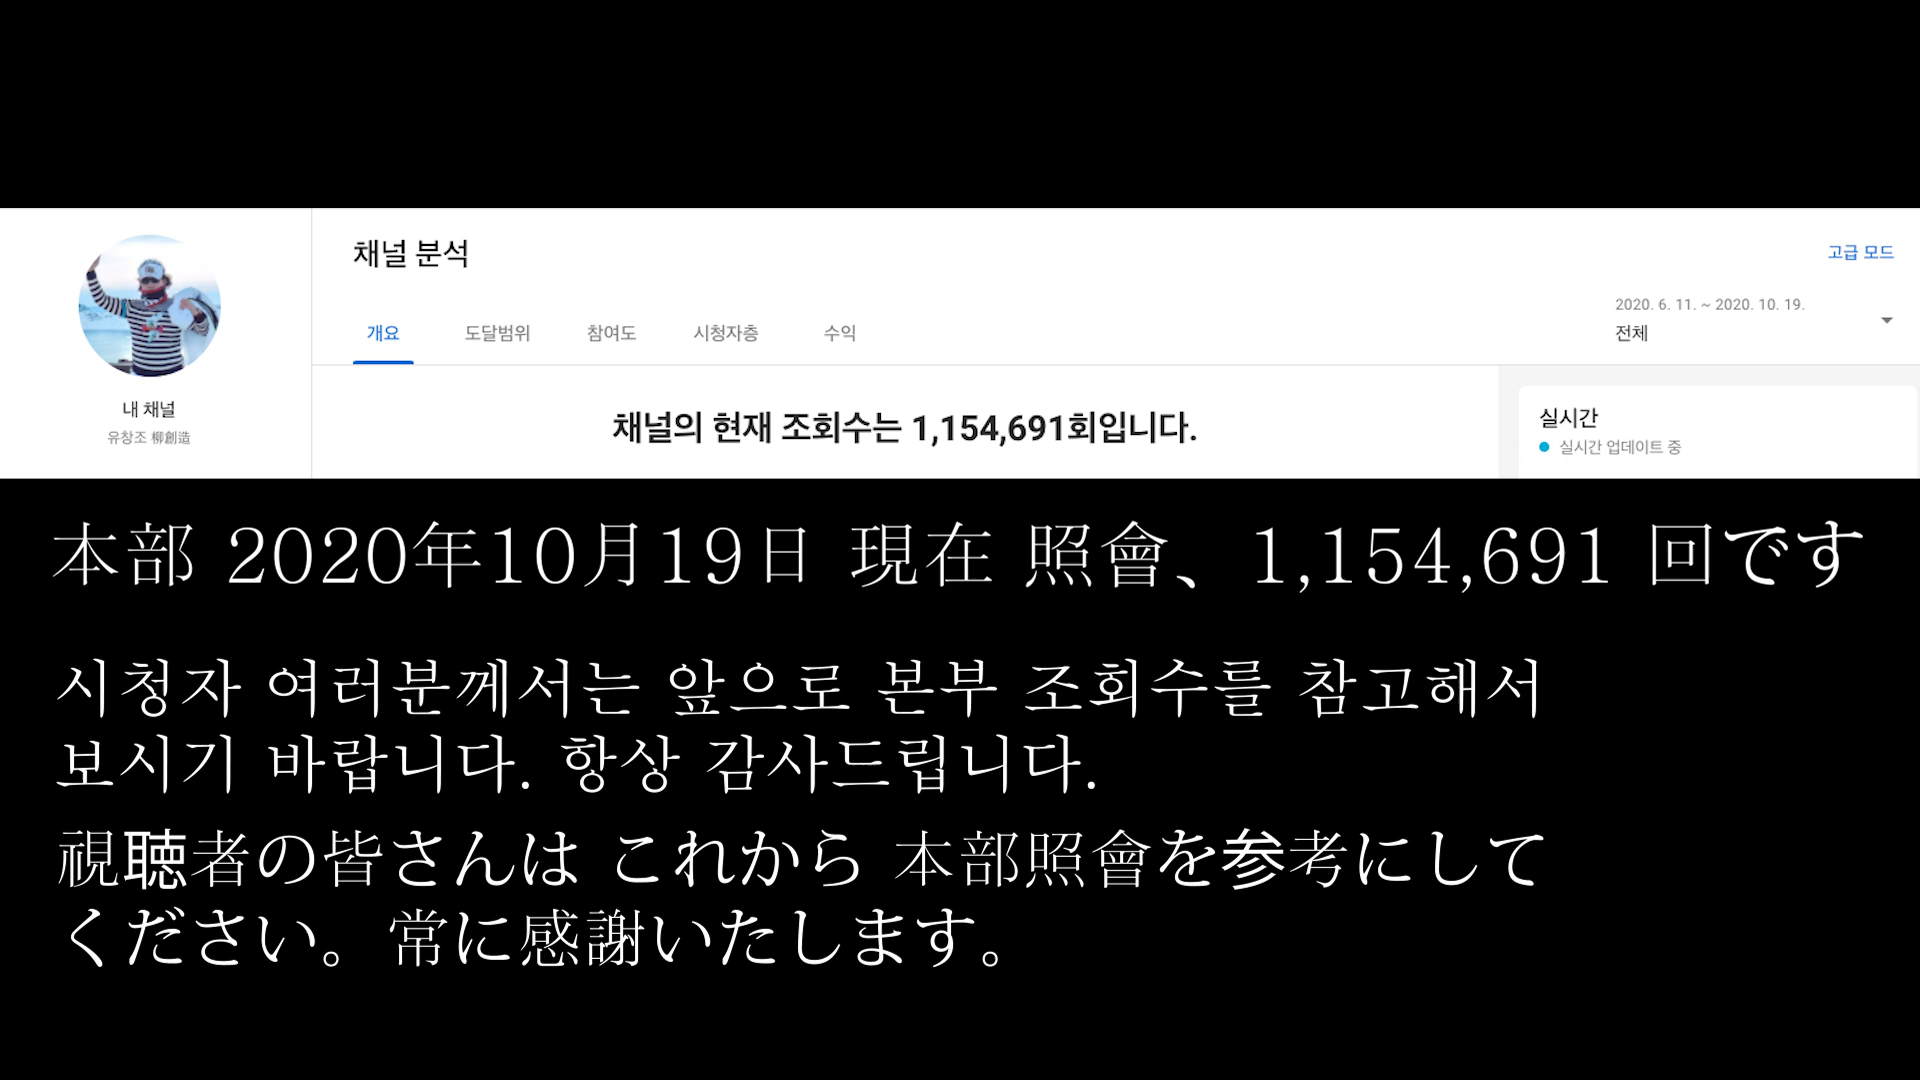 채널 분석
고급 모드
2020. 6. 11. ~ 2020. 10. 19.
전체
개요 도달범위 참여도 시청자층 수익
내 채널
유창조 柳創造
채널의 현재 조회수는 1,154,691회입니다.
실시간
실시간 업데이트 중
本部 2020年10月19日 現在 照會、1,154,691 回です
시청자 여러분께서는 앞으로 본부 조회수를 참고해서
보시기 바랍니다. 항상 감사드립니다.
視聴者の皆さんは これから 本部照會を参考にして
ください。常に感謝いたします。